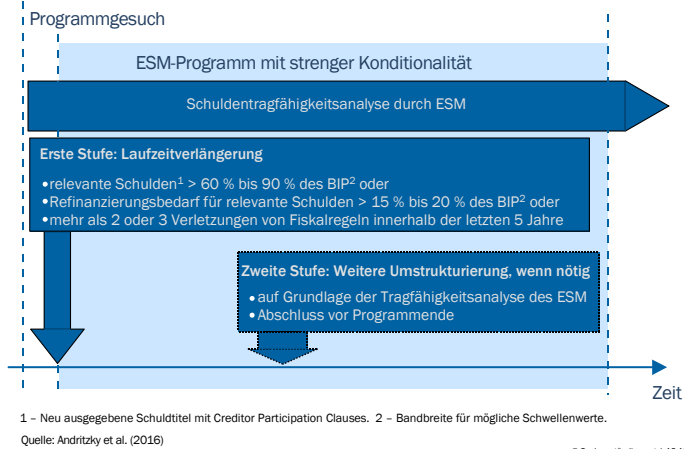 Programmgesuch
ESM-Programm mit strenger Konditionalität
Schuldentragfähigkeitsanalyse durch ESM
Erste Stufe: Laufzeitverlängerung
•relevante Schulden¹ > 60 % bis 90 % des BIP² oder
•Refinanzierungsbedarf für relevante Schulden > 15 % bis 20 % des BIP² oder
•mehr als 2 oder 3 Verletzungen von Fiskalregeln innerhalb der letzten 5 Jahre
Zweite Stufe: Weitere Umstrukturierung, wenn nötig
• auf Grundlage der Tragfähigkeitsanalyse des ESM
•Abschluss vor Programmende
Zeit
1 – Neu ausgegebene Schuldtitel mit Creditor Participation Clauses. 2 – Bandbreite für mögliche Schwellenwerte.
Quelle: Andritzky et al. (2016)